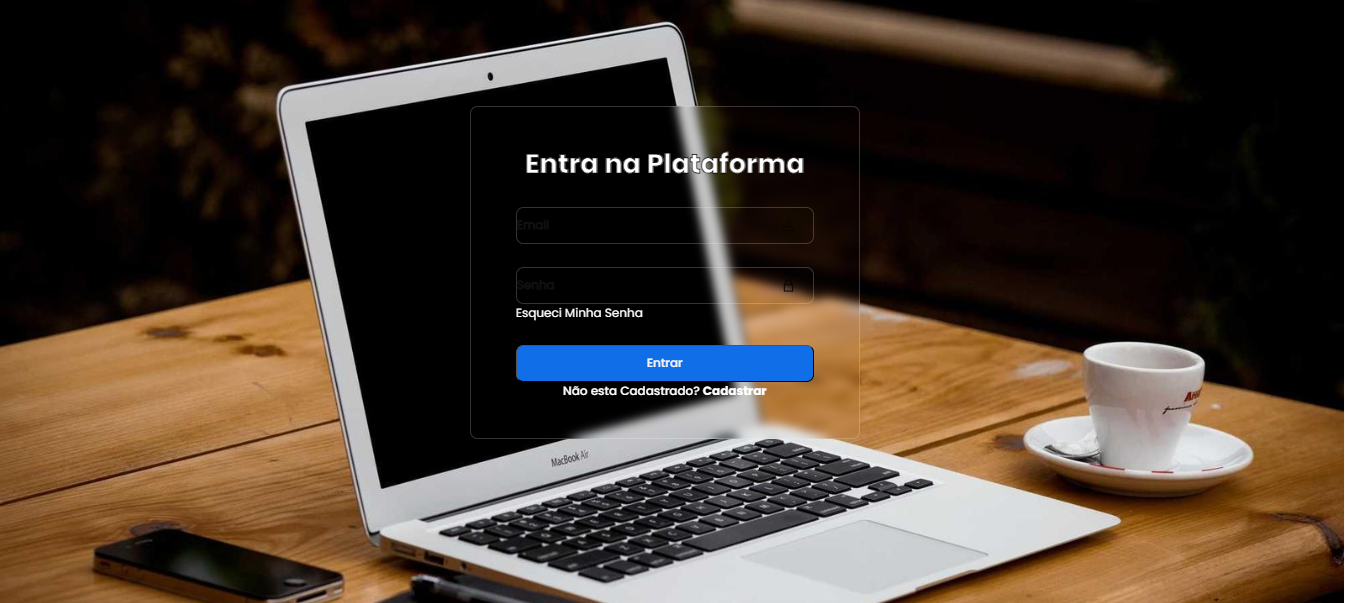 Entra na Plataforma
Email
Senha
Esqueci Minha Senha
Entrar
Não esta Cadastrado? Cadastrar
MacBook Air